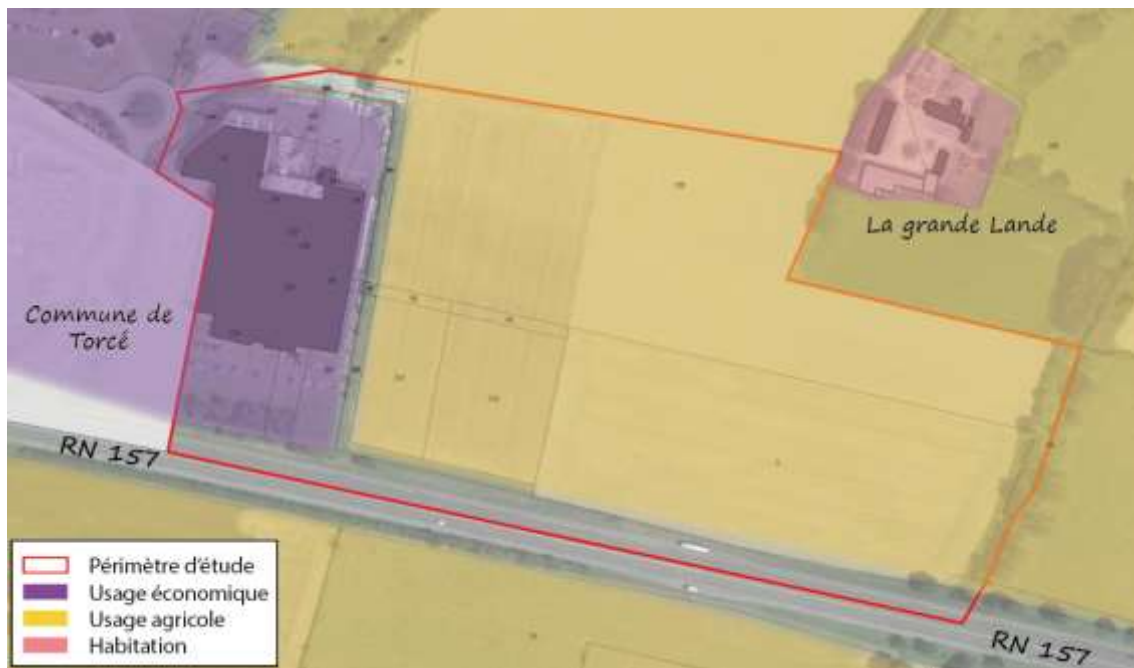 La grande Lande
Commune de
Torcé
RN 157
RN 157
Périmètre d'étude
Usage économique
Usage agricole
Habitation